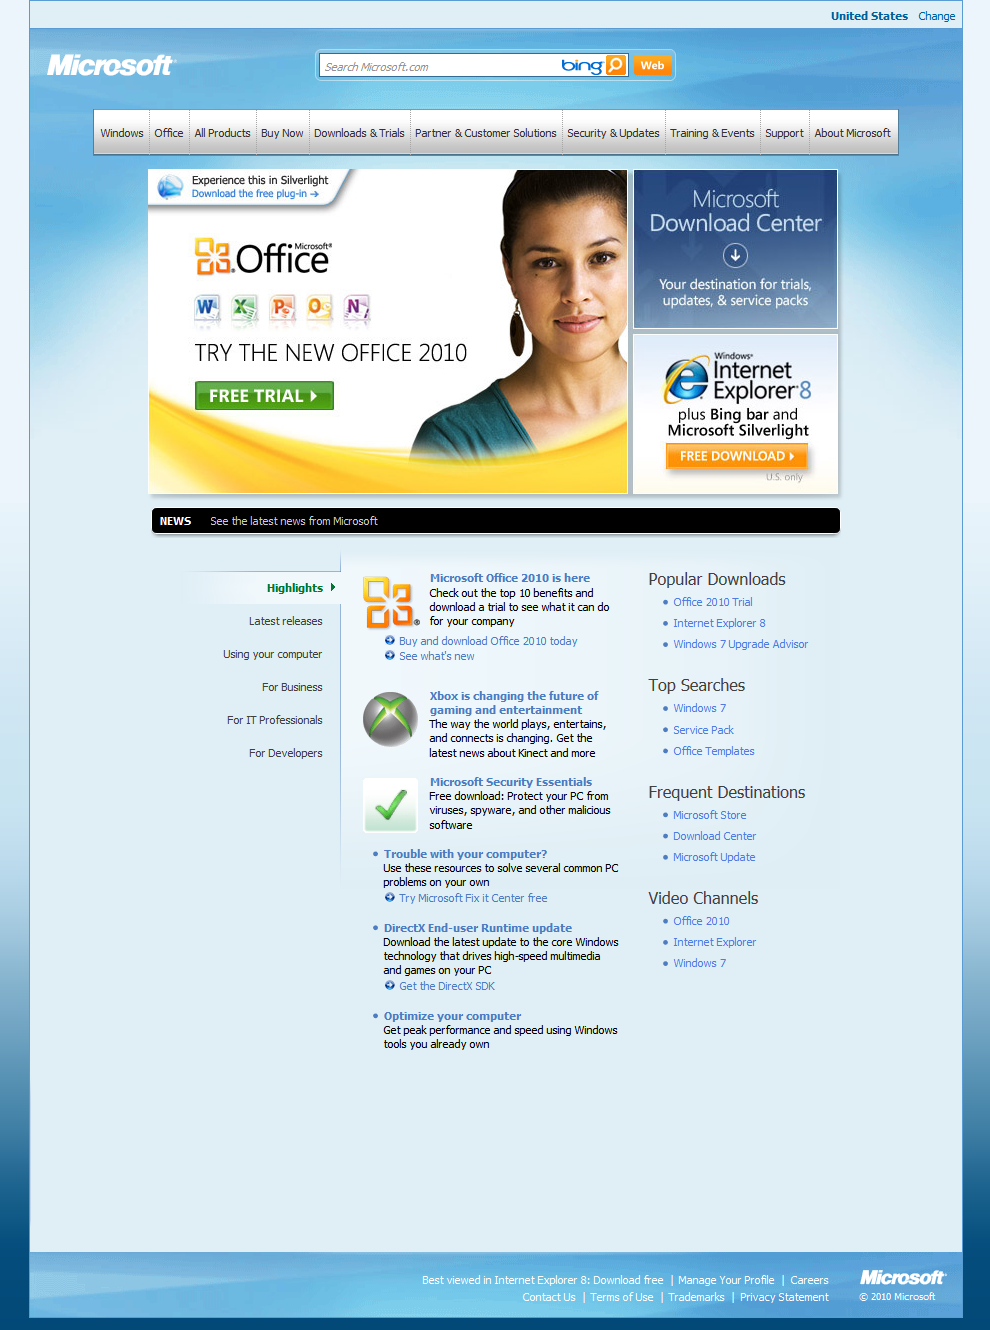 United States Change
Microsoft
Search Microsoft.com bing Web
Windows Office All Products Buy Now Downloads & Trials Partner & Customer Solutions Security & Updates Training & Events Support About Microsoft
Experience this in Silverlight
Download the free plug-in
Microsoft®
Office
W X P O N
TRY THE NEW OFFICE 2010
FREE TRIAL
Microsoft
Download Center
Your destination for trials,
updates, & service packs
Windows®
Internet
Explorer 8
plus Bing bar and
Microsoft Silverlight
FREE DOWNLOAD
U.S. only
NEWS See the latest news from Microsoft
Highlights
Latest releases
Using your computer
For Business
For IT Professionals
For Developers
Microsoft Office 2010 is here
Check out the top 10 benefits and
download a trial to see what it can do
for your company
Buy and download Office 2010 today
See what's new
Xbox is changing the future of
gaming and entertainment
The way the world plays, entertains,
and connects is changing. Get the
latest news about Kinect and more
Microsoft Security Essentials
Free download: Protect your PC from
viruses, spyware, and other malicious
software
Trouble with your computer?
Use these resources to solve several common PC
problems on your own
Try Microsoft Fix it Center free
DirectX End-user Runtime update
Download the latest update to the core Windows
technology that drives high-speed multimedia
and games on your PC
Get the DirectX SDK
Optimize your computer
Get peak performance and speed using Windows
tools you already own
Popular Downloads
Office 2010 Trial
Internet Explorer 8
Windows 7 Upgrade Advisor
Top Searches
Windows 7
Service Pack
Office Templates
Frequent Destinations
Microsoft Store
Download Center
Microsoft Update
Video Channels
Office 2010
Internet Explorer
Windows 7
Best viewed in Internet Explorer 8: Download free | Manage Your Profile | Careers
Contact Us | Terms of Use | Trademarks | Privacy Statement
Microsoft
© 2010 Microsoft